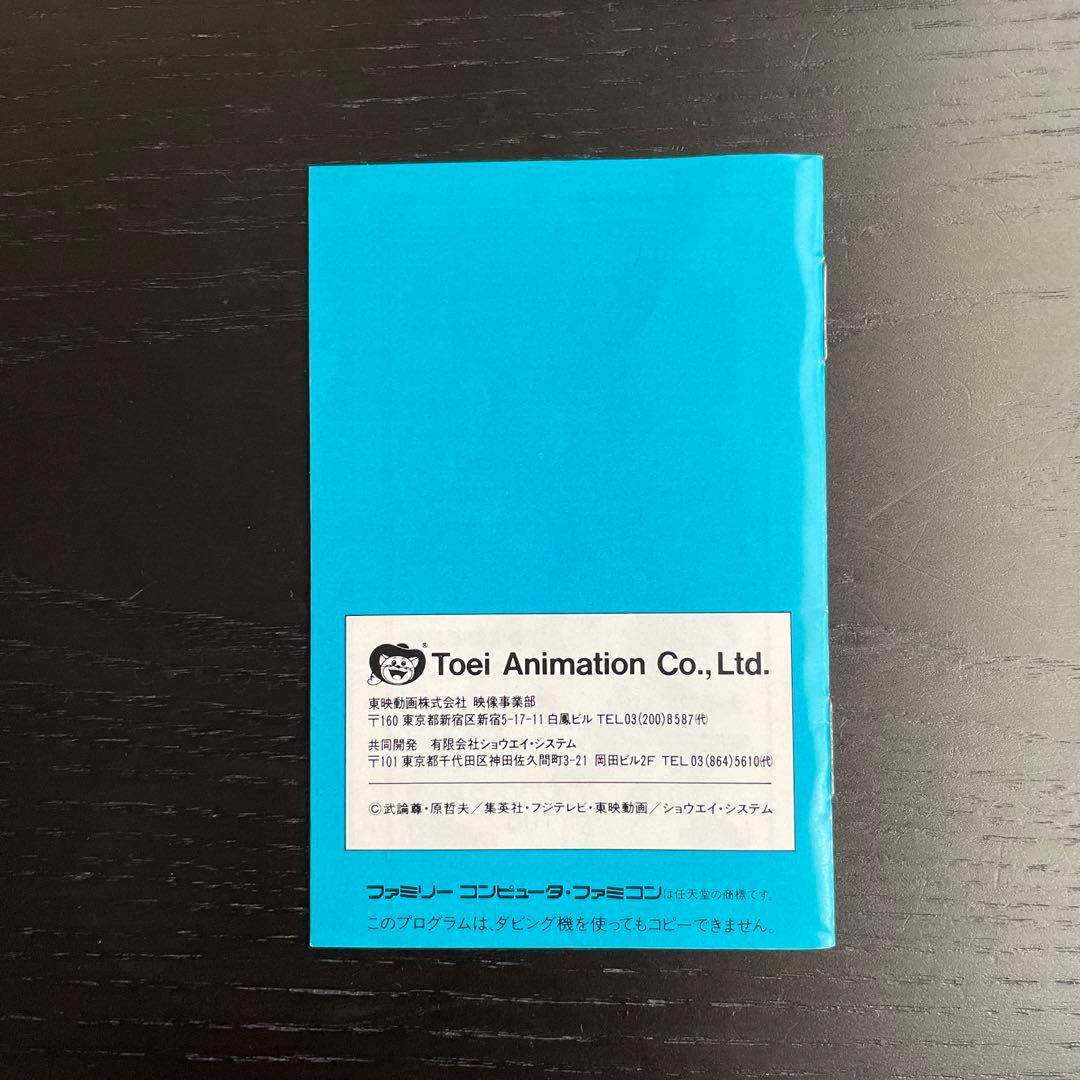 ® Toei Animation Co., Ltd.
東映動画株式会社 映像事業部
〒160 東京都新宿区新宿5-17-11 白鳳ビル TEL03(200)8587㈹
共同開発 有限会社ショウエイ・システム
〒101 東京都千代田区神田佐久間町3-21 岡田ビル2F TEL 03(864)5610㈹
©武論尊・原哲夫/集英社・フジテレビ・東映動画/ショウエイ・システム
ファミリー コンピュータ・ファミコンは任天堂の商標です。
このプログラムは、ダビング機を使ってもコピーできません。